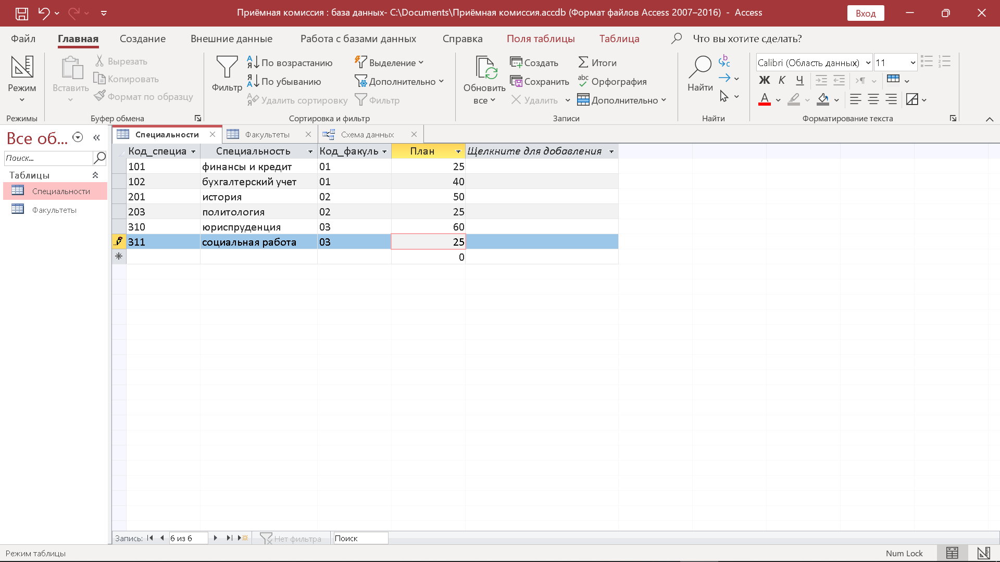 Приёмная комиссия : база данных- C:\Documents\Приёмная комиссия.accdb (Формат файлов Access 2007–2016) - Access
Вход
Файл Главная Создание Внешние данные Работа с базами данных Справка Поля таблицы Таблица Что вы хотите сделать?
Режим
Режимы
Вставить
Вырезать
Копировать
Формат по образцу
Буфер обмена
Фильтр
По возрастанию
По убыванию
Удалить сортировку
Выделение
Дополнительно
Фильтр
Сортировка и фильтр
Обновить
все
Создать
Сохранить
Удалить
Итоги
Орфография
Дополнительно
Записи
Найти
Найти
Calibri (Область данных) 11
Ж К Ч
Форматирование текста
Все об...
Поиск...
Таблицы
Специальности
Факультеты
Специальности Факультеты Схема данных
Код_специа Специальность Код_факуль План Щелкните для добавления
101 финансы и кредит 01 25
102 бухгалтерский учет 01 40
201 история 02 50
203 политология 02 25
310 юриспруденция 03 60
311 социальная работа 03 25
0
Запись: 6 из 6 Нет фильтра Поиск
Режим таблицы Num Lock